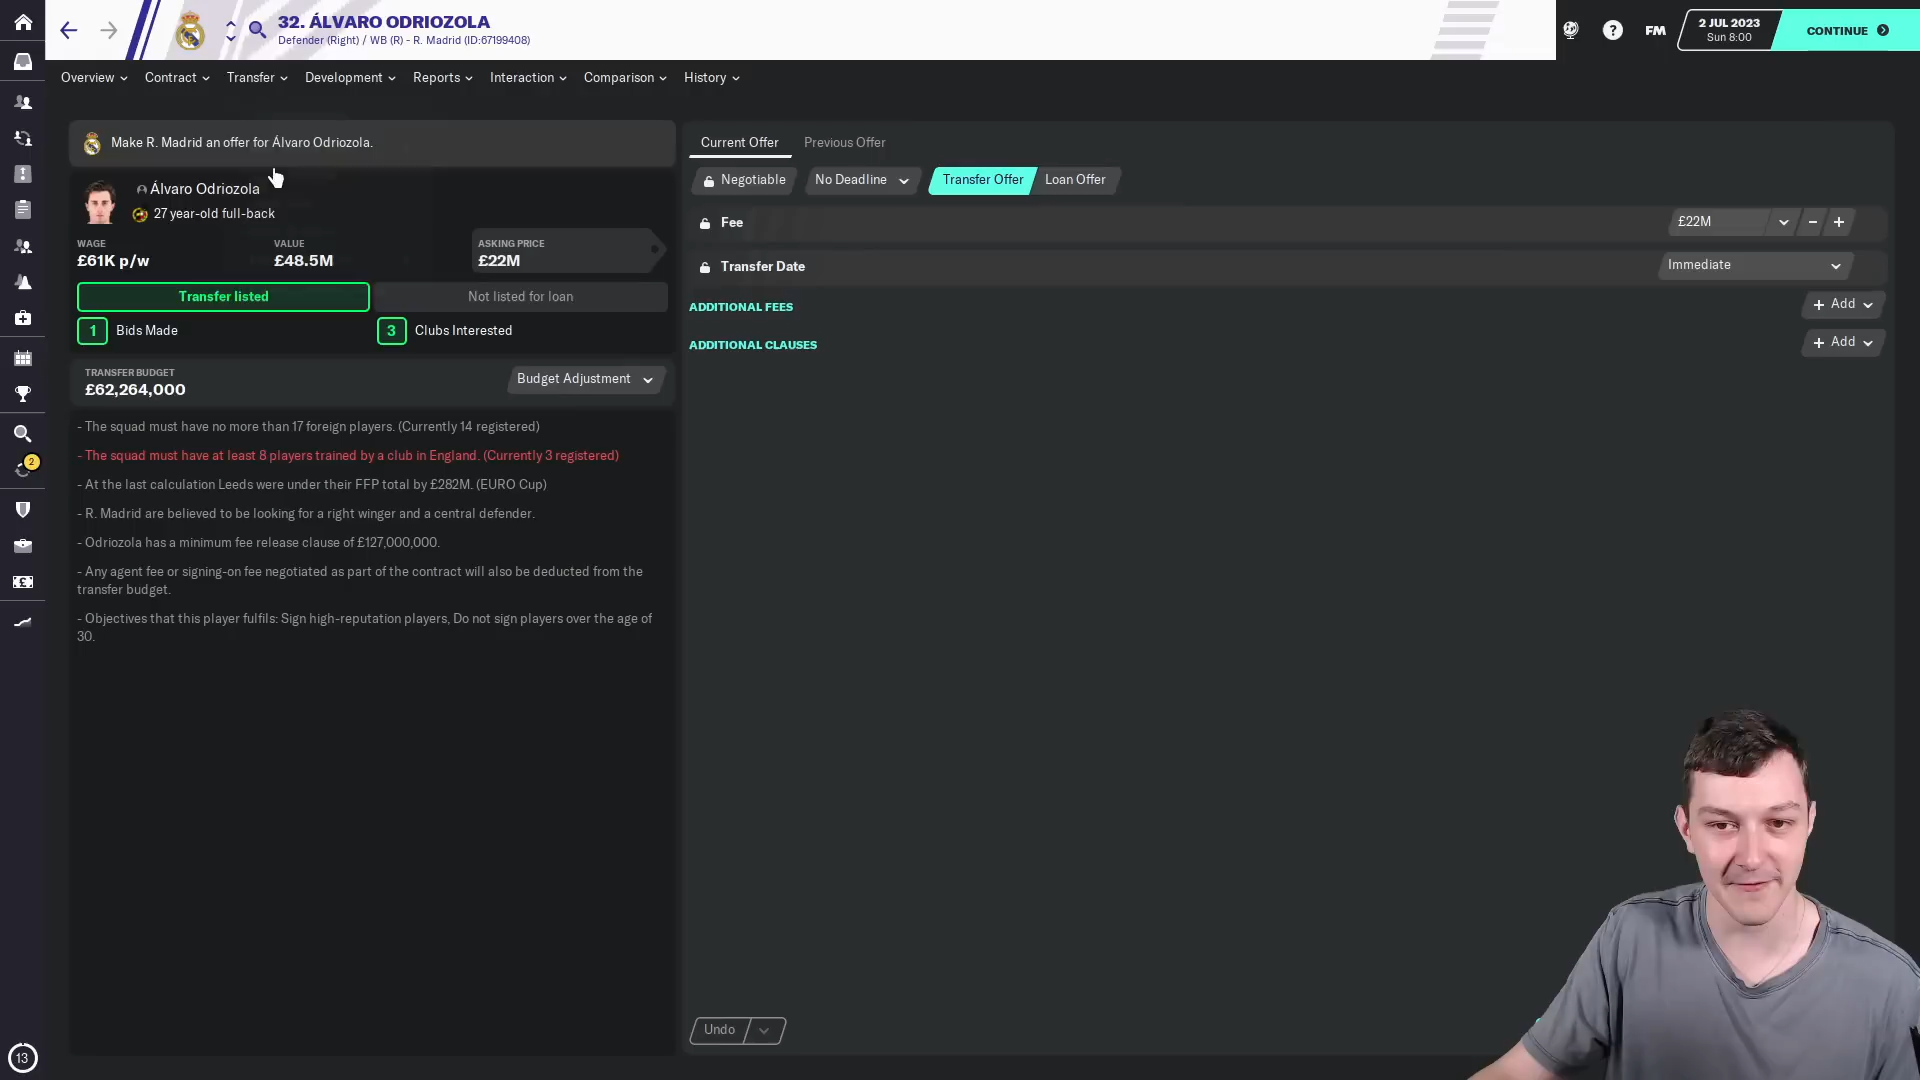 32. ÁLVARO ODRIOZOLA
Defender (Right) / WB (R) - R. Madrid (ID:67199408)
FM
2 JUL 2023
Sun 8:00
CONTINUE
Overview
Contract
Transfer
Development
Reports
Interaction
Comparison
History
Make R. Madrid an offer for Álvaro Odriozola.
Álvaro Odriozola
27 year-old full-back
WAGE
£61K p/w
VALUE
£48.5M
ASKING PRICE
£22M
Transfer listed
Not listed for loan
1 Bids Made
3 Clubs Interested
TRANSFER BUDGET
£62,264,000
Budget Adjustment
- The squad must have no more than 17 foreign players. (Currently 14 registered)
- The squad must have at least 8 players trained by a club in England. (Currently 3 registered)
- At the last calculation Leeds were under their FFP total by £282M. (EURO Cup)
- R. Madrid are believed to be looking for a right winger and a central defender.
- Odriozola has a minimum fee release clause of £127,000,000.
- Any agent fee or signing-on fee negotiated as part of the contract will also be deducted from the
transfer budget.
- Objectives that this player fulfils: Sign high-reputation players, Do not sign players over the age of
30.
Current Offer
Previous Offer
Negotiable
No Deadline
Transfer Offer
Loan Offer
Fee
£22M
Transfer Date
Immediate
ADDITIONAL FEES
Add
ADDITIONAL CLAUSES
Add
Undo
2
13